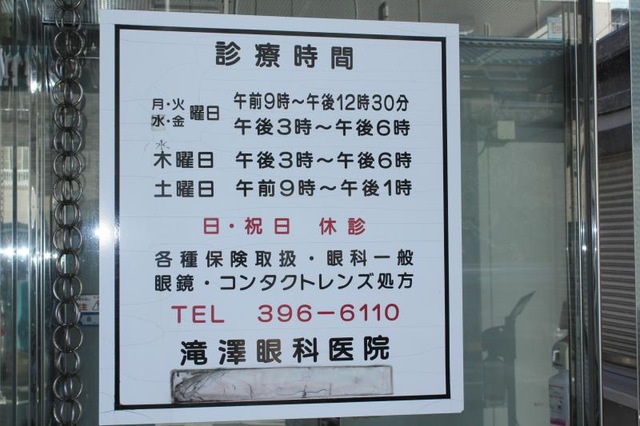 診療時間
月・火
水・金 曜日 午前9時〜午後12時30分
午後3時〜午後6時
水
木曜日 午後3時〜午後6時
土曜日 午前9時〜午後1時
日・祝日 休診
各種保険取扱・眼科一般
眼鏡・コンタクトレンズ処方
TEL 396-6110
滝澤眼科医院